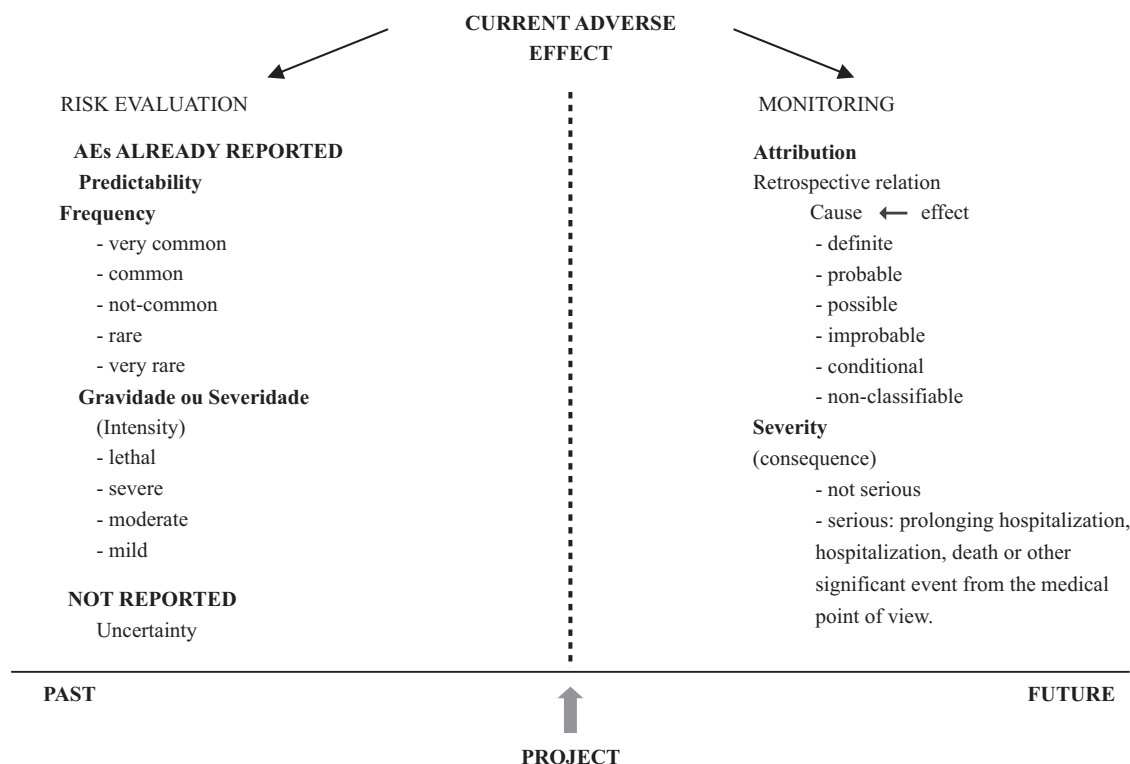 CURRENT ADVERSE
EFFECT
RISK EVALUATION
AEs ALREADY REPORTED
Predictability
Frequency
- very common
- common
- not-common
- rare
- very rare
Gravidade ou Severidade
(Intensity)
- lethal
- severe
- moderate
- mild
NOT REPORTED
Uncertainty
MONITORING
Attribution
Retrospective relation
Cause ← effect
- definite
- probable
- possible
- improbable
- conditional
- non-classifiable
Severity
(consequence)
- not serious
- serious: prolonging hospitalization,
hospitalization, death or other
significant event from the medical
point of view.
PAST
FUTURE
PROJECT